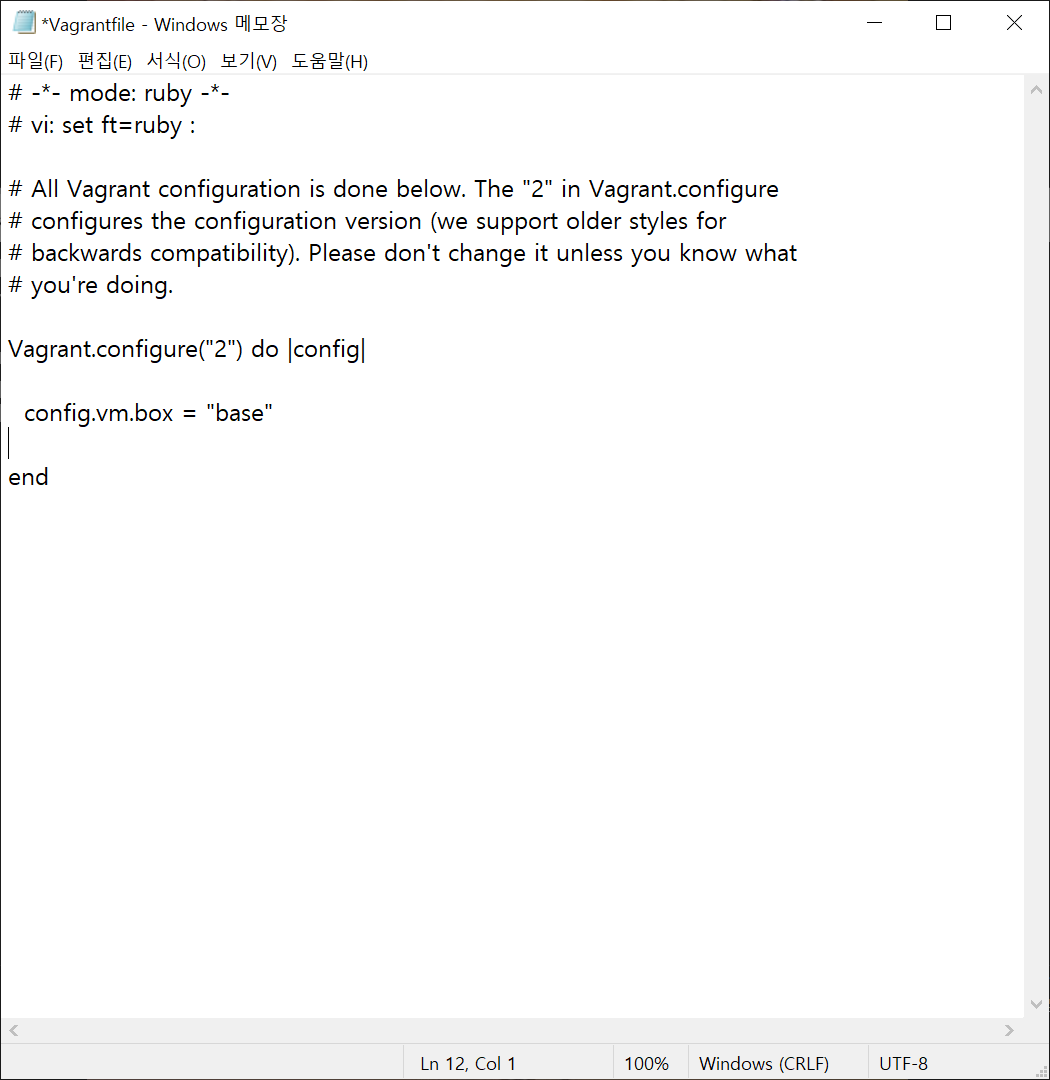 *Vagrantfile - Windows 메모장
파일(F) 편집(E) 서식(O) 보기(V) 도움말(H)
# -*- mode: ruby -*-
# vi: set ft=ruby :
# All Vagrant configuration is done below. The "2" in Vagrant.configure
# configures the configuration version (we support older styles for
# backwards compatibility). Please don't change it unless you know what
# you're doing.
Vagrant.configure("2") do |config|
config.vm.box = "base"
end
Ln 12, Col 1 100% Windows (CRLF) UTF-8